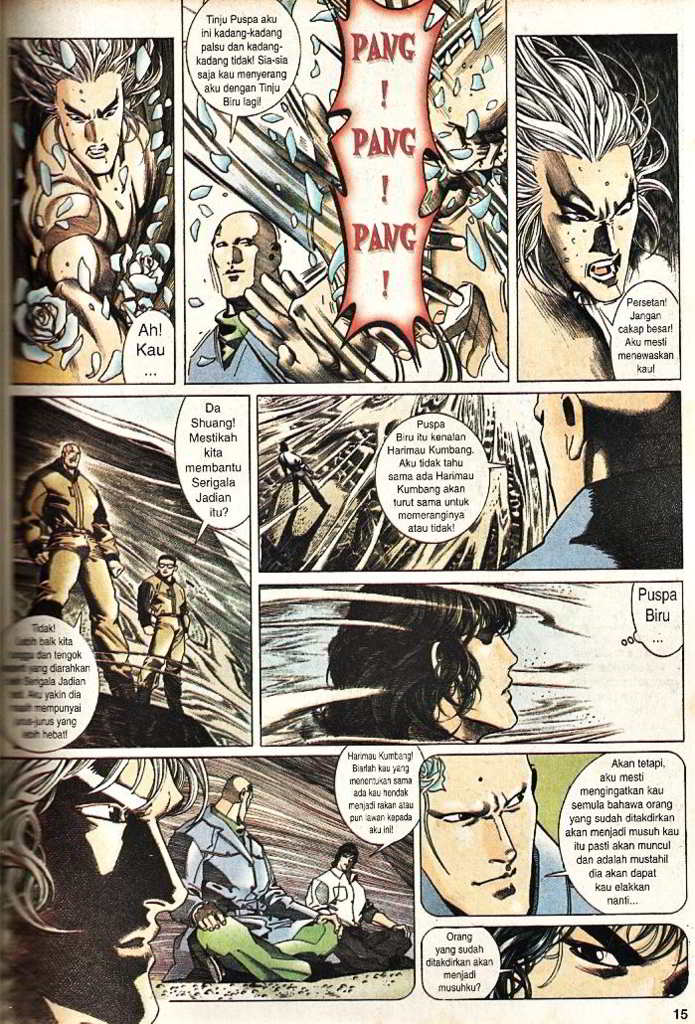 Tinju Puspa aku
ini kadang-kadang
palsu dan kadang-
kadang tidak! Sia-sia
saja kau menyerang
aku dengan Tinju
Biru lagi!
PANG
!
PANG
!
PANG
!
Ah!
Kau
...
Persetan!
Jangan
cakap besar!
Aku mesti
menewaskan
kau!
Da
Shuang!
Mestikah
kita
membantu
Serigala
Jadian
itu?
Tidak!
baik kita
dan tengok
yang diarahkan
Serigala Jadian
Aku yakin dia
mempunyai
yang
hebat!
Puspa
Biru itu kenalan
Harimau Kumbang.
Aku tidak tahu
sama ada Harimau
Kumbang akan
turut sama untuk
memeranginya
atau tidak!
Puspa
Biru
...
Harimau Kumbang!
Biarlah kau yang
menentukan sama
ada kau hendak
menjadi rakan atau
pun lawan kepada
aku ini!
Akan tetapi,
aku mesti
mengingatkan kau
semula bahawa orang
yang sudah ditakdirkan
akan menjadi musuh kau
itu pasti akan muncul
dan adalah mustahil
dia akan dapat
kau elakkan
nanti...
Orang
yang sudah
ditakdirkan akan
menjadi
musuhku?
15